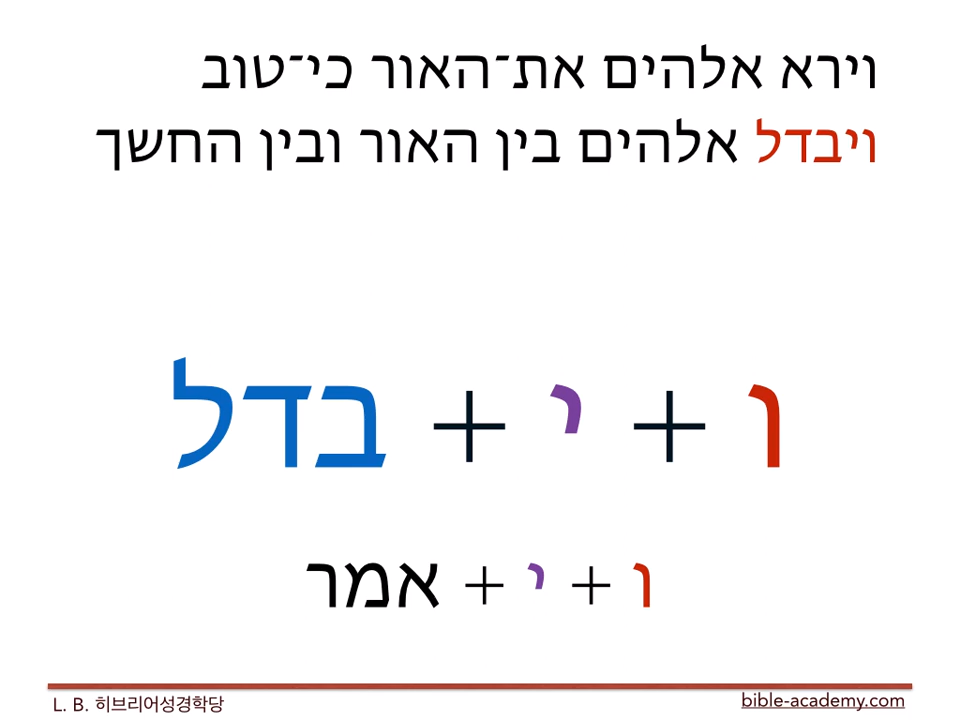 וירא אלהים את־האור כי־טוב
ויבדל אלהים בין האור ובין החשך
ו + י + בדל
ו + י + אמר
L. B. 히브리어성경학당
bible-academy.com